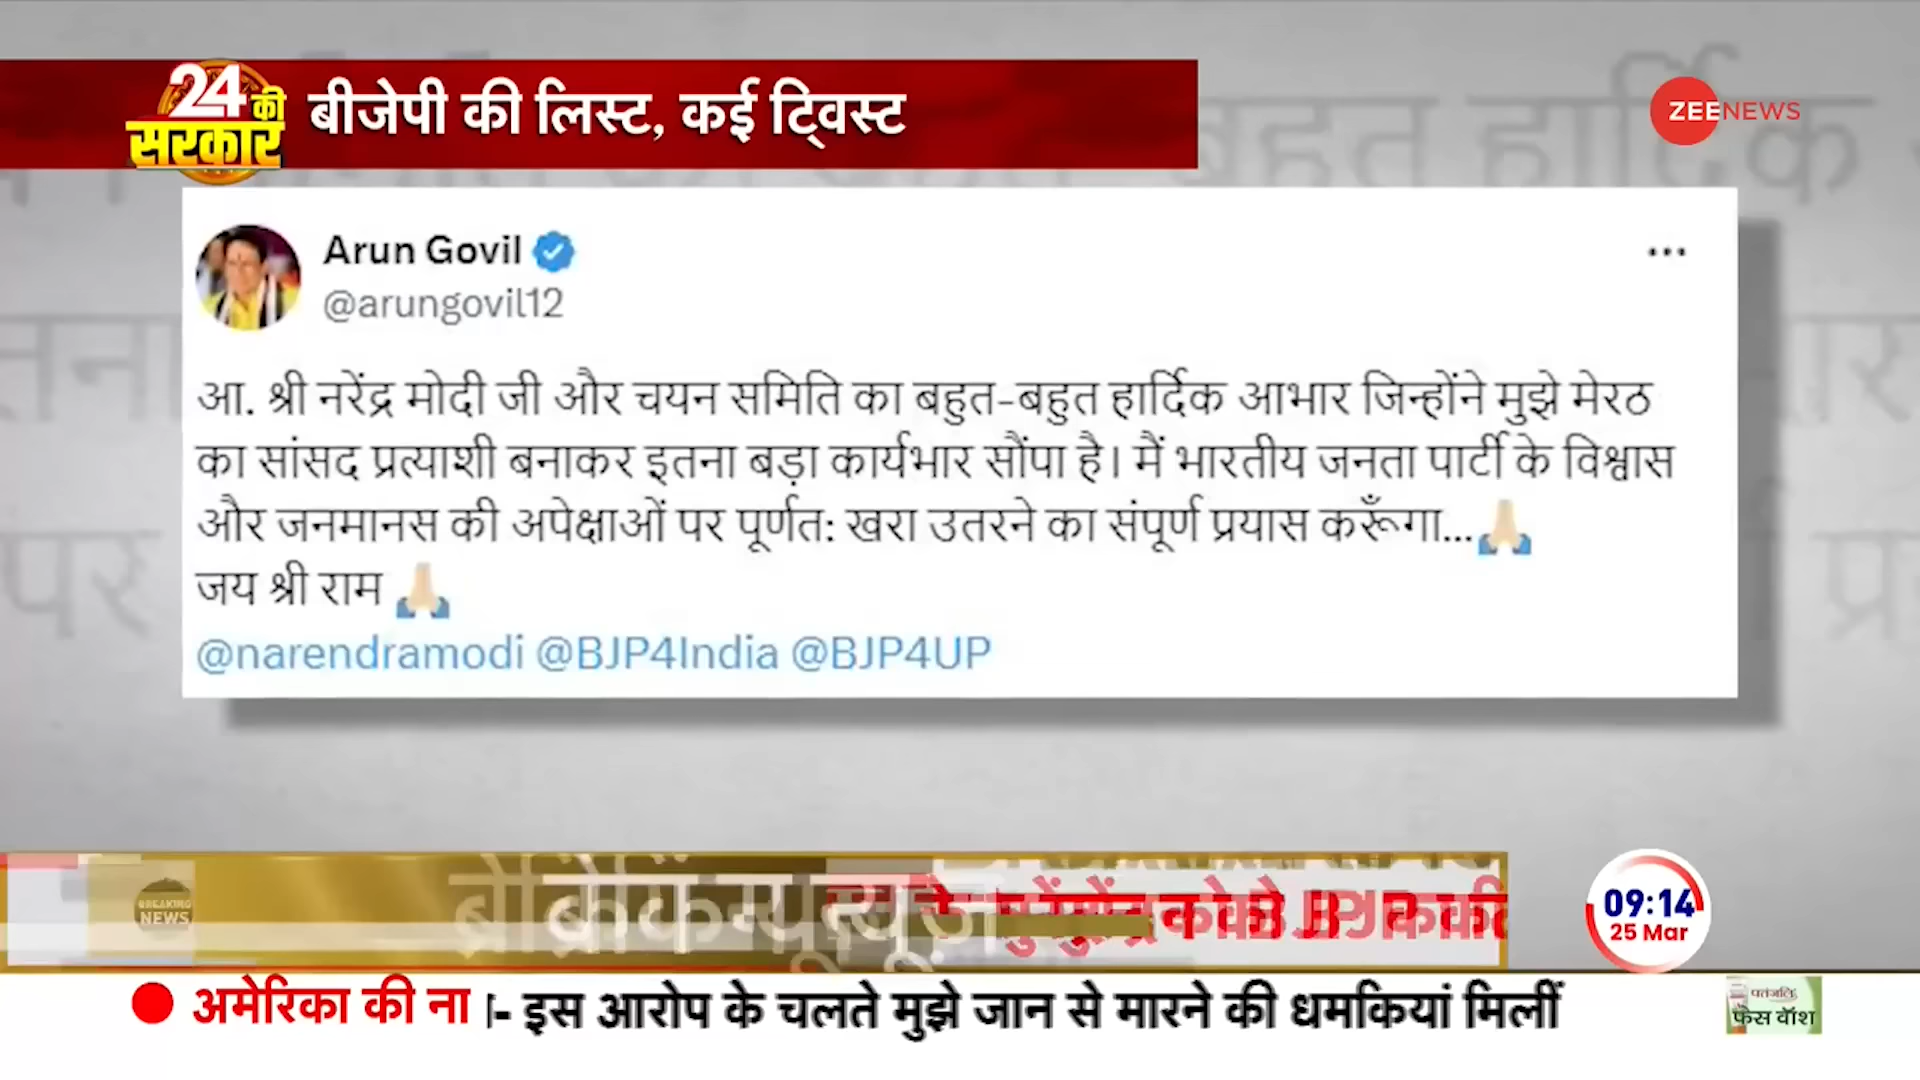 24 की
सरकार
बीजेपी की लिस्ट, कई ट्विस्ट
ZEENEWS
Arun Govil
@arungovil12
आ. श्री नरेंद्र मोदी जी और चयन समिति का बहुत-बहुत हार्दिक आभार जिन्होंने मुझे मेरठ
का सांसद प्रत्याशी बनाकर इतना बड़ा कार्यभार सौंपा है। मैं भारतीय जनता पार्टी के विश्वास
और जनमानस की अपेक्षाओं पर पूर्णत: खरा उतरने का संपूर्ण प्रयास करूँगा...🙏🏼
जय श्री राम 🙏🏼
@narendramodi @BJP4India @BJP4UP
BREAKING
NEWS
09:14
25 Mar
अमेरिका की ना
- इस आरोप के चलते मुझे जान से मारने की धमकियां मिलीं
पतंजलि
फेस वॉश